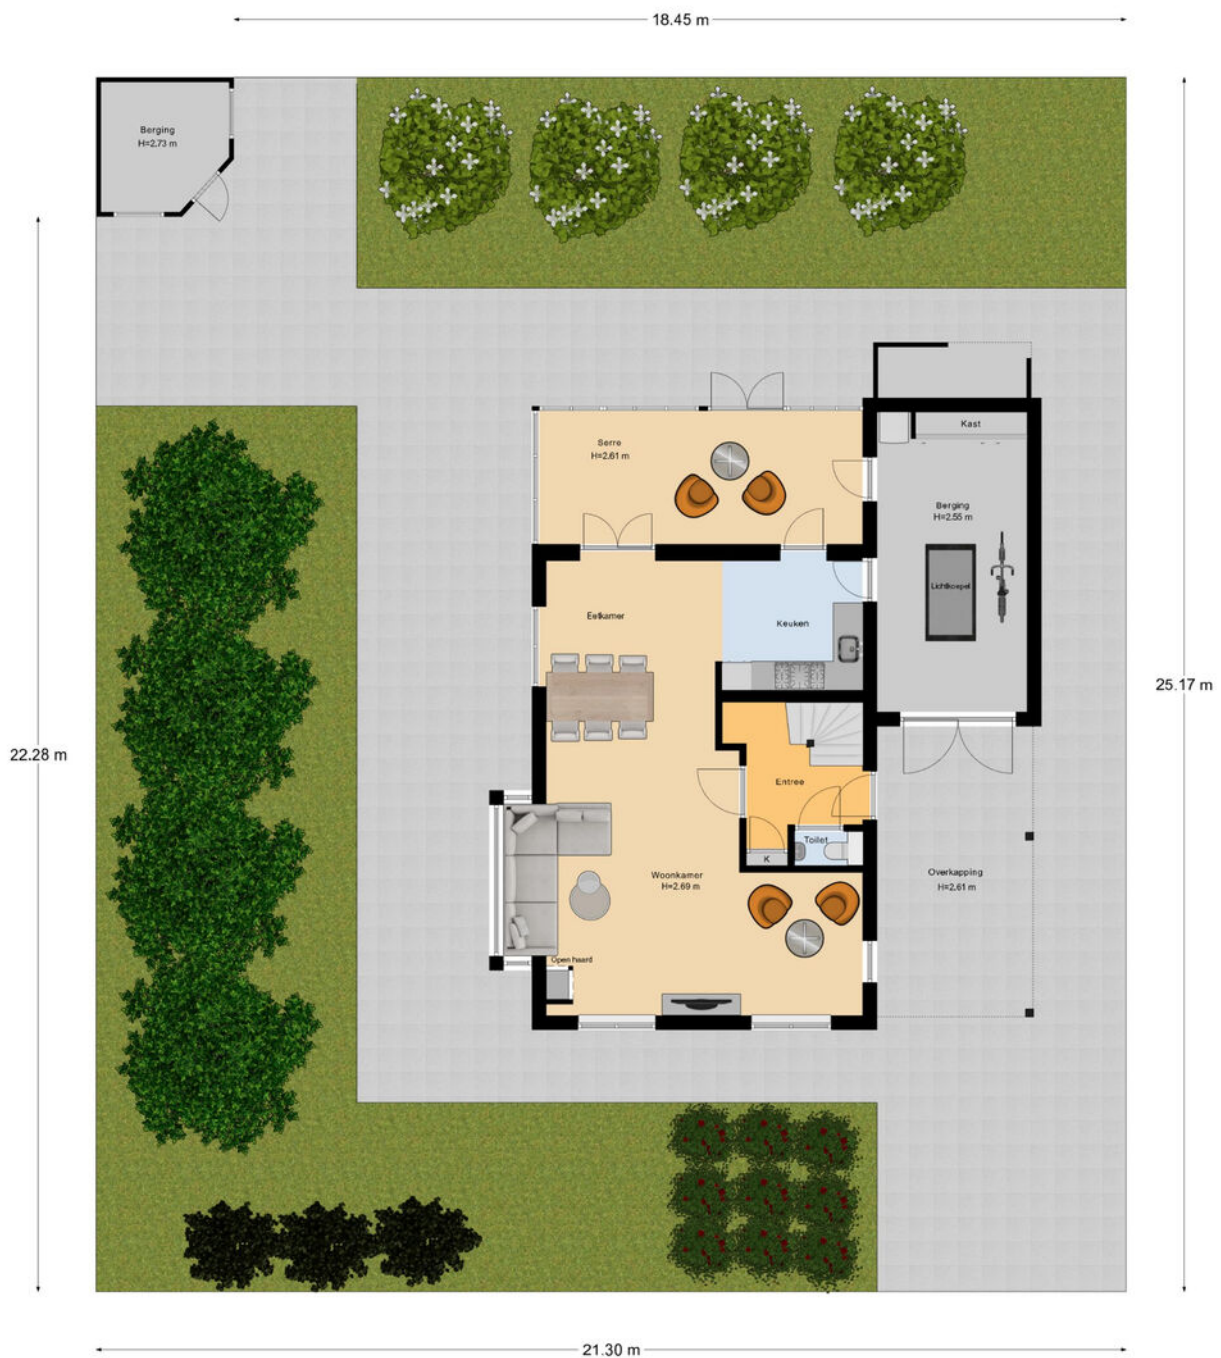 18.45 m
Berging
H=2.73 m
Serre
H=2.61 m
Kast
Berging
H=2.55 m
Lichtkoepel
Eetkamer
Keuken
25.17 m
22.28 m
Entree
Toilet
K
Woonkamer
H=2.69 m
Overkapping
H=2.61 m
Open haard
21.30 m